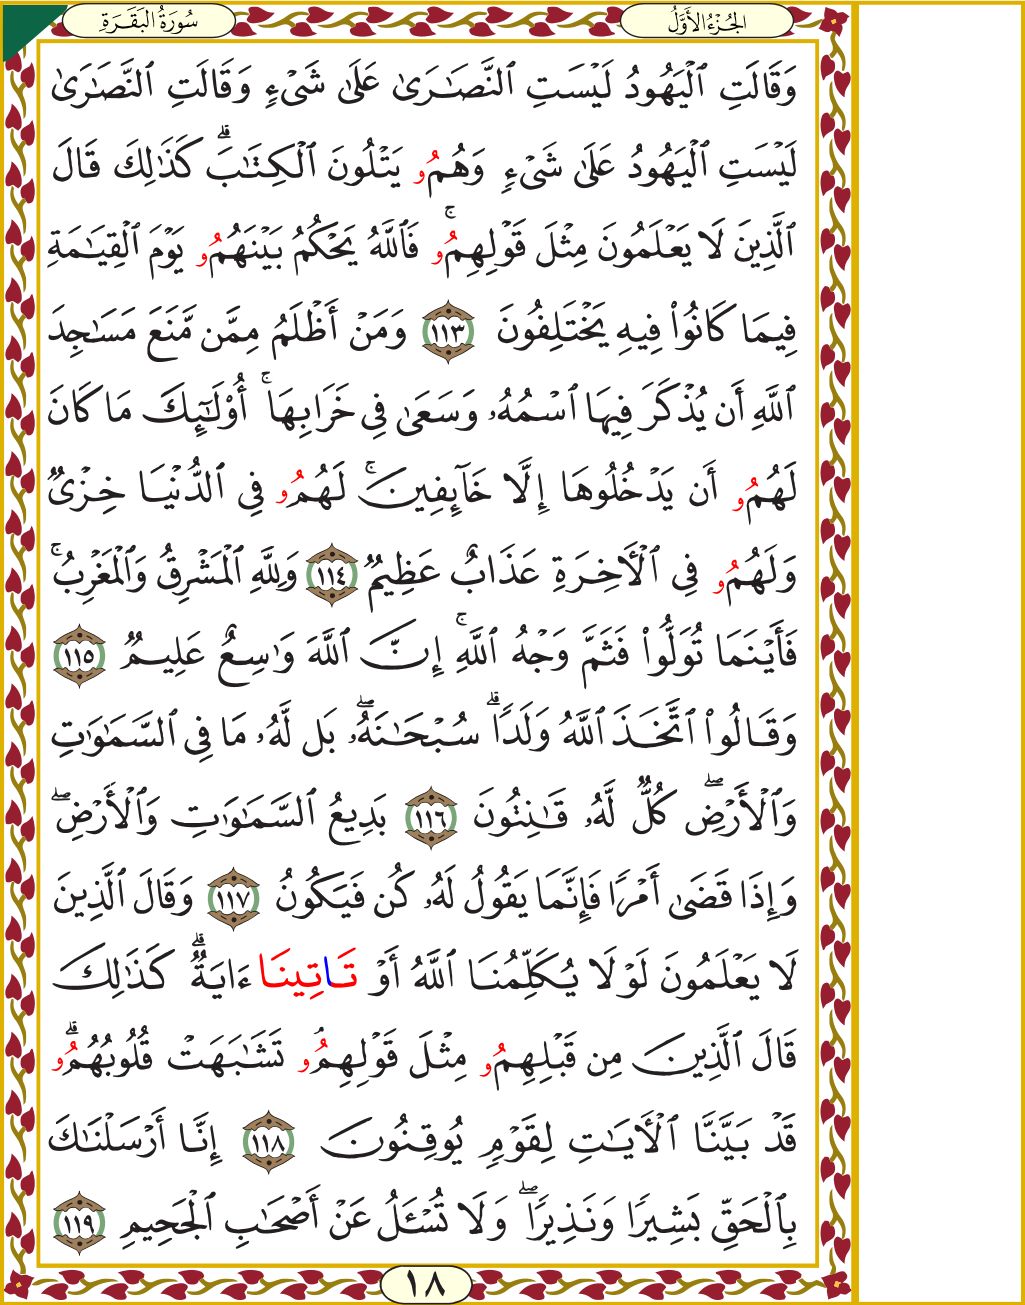 سُورَةُ البَقَرَةِ
الجُزْءُ الأَوَّلُ
وَقَالَتِ ٱلْيَهُودُ لَيْسَتِ ٱلنَّصَٰرَىٰ عَلَىٰ شَىْءٍ وَقَالَتِ ٱلنَّصَٰرَىٰ
لَيْسَتِ ٱلْيَهُودُ عَلَىٰ شَىْءٍ وَهُمُۥ يَتْلُونَ ٱلْكِتَٰبَ ۗ كَذَٰلِكَ قَالَ
ٱلَّذِينَ لَا يَعْلَمُونَ مِثْلَ قَوْلِهِمُۥ ۚ فَٱللَّهُ يَحْكُمُ بَيْنَهُمُۥ يَوْمَ ٱلْقِيَٰمَةِ
فِيمَا كَانُوا۟ فِيهِ يَخْتَلِفُونَ ١١٣ وَمَنْ أَظْلَمُ مِمَّن مَّنَعَ مَسَٰجِدَ
ٱللَّهِ أَن يُذْكَرَ فِيهَا ٱسْمُهُۥ وَسَعَىٰ فِى خَرَابِهَا ۚ أُو۟لَٰٓئِكَ مَا كَانَ
لَهُمُۥ أَن يَدْخُلُوهَا إِلَّا خَآئِفِينَ ۚ لَهُمُۥ فِى ٱلدُّنْيَا خِزْىٌ
وَلَهُمُۥ فِى ٱلْأَخِرَةِ عَذَابٌ عَظِيمٌ ١١٤ وَلِلَّهِ ٱلْمَشْرِقُ وَٱلْمَغْرِبُ ۚ
فَأَيْنَمَا تُوَلُّوا۟ فَثَمَّ وَجْهُ ٱللَّهِ ۚ إِنَّ ٱللَّهَ وَٰسِعٌ عَلِيمٌ ١١٥
وَقَالُوا۟ ٱتَّخَذَ ٱللَّهُ وَلَدًا ۗ سُبْحَٰنَهُۥ ۖ بَل لَّهُۥ مَا فِى ٱلسَّمَٰوَٰتِ
وَٱلْأَرْضِ ۖ كُلٌّ لَّهُۥ قَٰنِتُونَ ١١٦ بَدِيعُ ٱلسَّمَٰوَٰتِ وَٱلْأَرْضِ ۖ
وَإِذَا قَضَىٰ أَمْرًا فَإِنَّمَا يَقُولُ لَهُۥ كُن فَيَكُونُ ١١٧ وَقَالَ ٱلَّذِينَ
لَا يَعْلَمُونَ لَوْلَا يُكَلِّمُنَا ٱللَّهُ أَوْ تَاتِينَا ءَايَةٌ ۗ كَذَٰلِكَ
قَالَ ٱلَّذِينَ مِن قَبْلِهِمُۥ مِثْلَ قَوْلِهِمُۥ ۘ تَشَٰبَهَتْ قُلُوبُهُمُۥ ۗ
قَدْ بَيَّنَّا ٱلْأَيَٰتِ لِقَوْمٍ يُوقِنُونَ ١١٨ إِنَّا أَرْسَلْنَٰكَ
بِٱلْحَقِّ بَشِيرًا وَنَذِيرًا ۖ وَلَا تُسْـَٔلُ عَنْ أَصْحَٰبِ ٱلْجَحِيمِ ١١٩
١٨